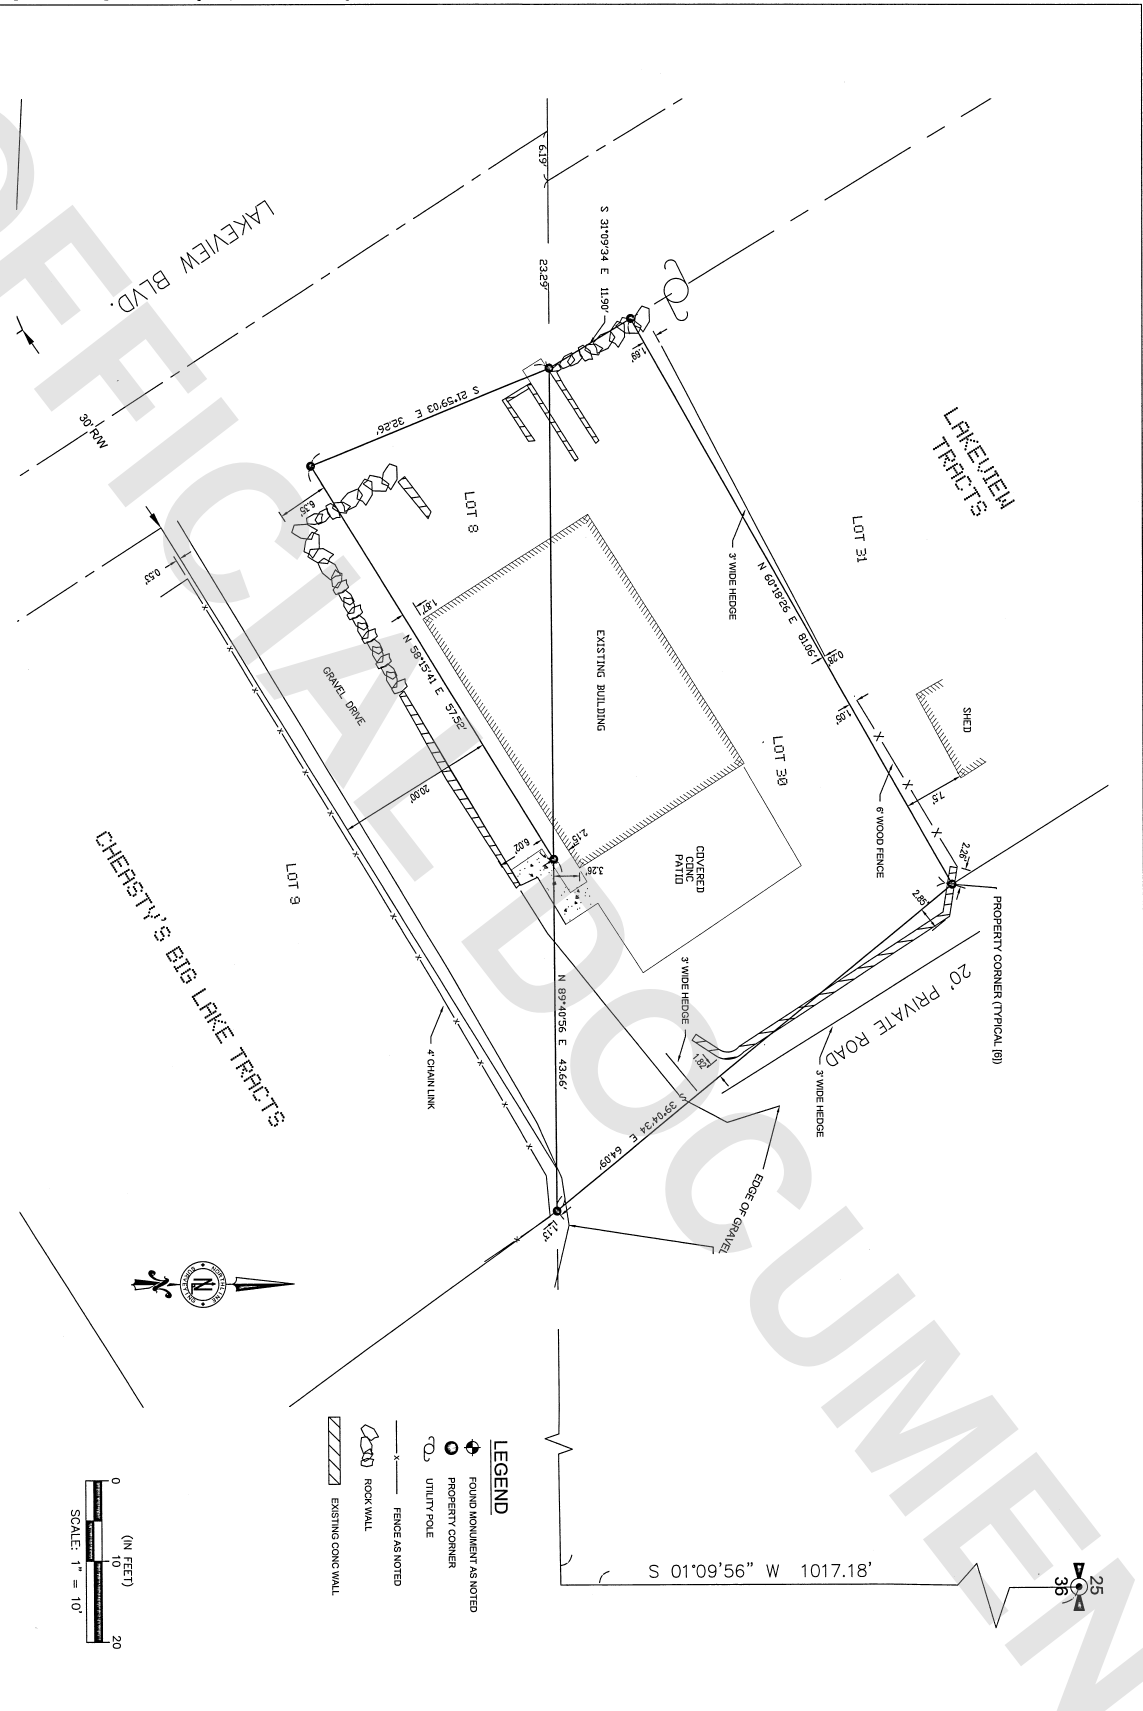 LAKEVIEW BLVD.
30' R/W
6.19'
23.29'
S 31°09'34 E 11.90'
1.89'
S 21°59'03 E 32.26'
6.35'
0.53'
LOT 8
LAKEVIEW
TRACTS
LOT 31
3' WIDE HEDGE
N 60°18'26 E 81.06'
0.28'
1.05'
1.87'
N 58°15'41 E 57.52'
EXISTING BUILDING
GRAVEL DRIVE
20.00'
LOT 30
SHED
7.5'
6' WOOD FENCE
2.26'
2.85'
PROPERTY CORNER (TYPICAL [6])
COVERED
CONC
PATIO
2.15'
3.26'
6.02'
LOT 9
CHEASTY'S BIG LAKE TRACTS
20' PRIVATE ROAD
3' WIDE HEDGE
3' WIDE HEDGE
1.82'
N 89°40'56 E 43.66'
4' CHAIN LINK
S 39°04'34 E 64.09'
EDGE OF GRAVEL
1.13'
NORTHLINE
SURVEYING
N
LEGEND
FOUND MONUMENT AS NOTED
PROPERTY CORNER
UTILITY POLE
FENCE AS NOTED
ROCK WALL
EXISTING CONC WALL
0 10 20
(IN FEET)
SCALE: 1" = 10'
S 01°09'56" W 1017.18'
25
36
OFFICIAL DOCUMEN